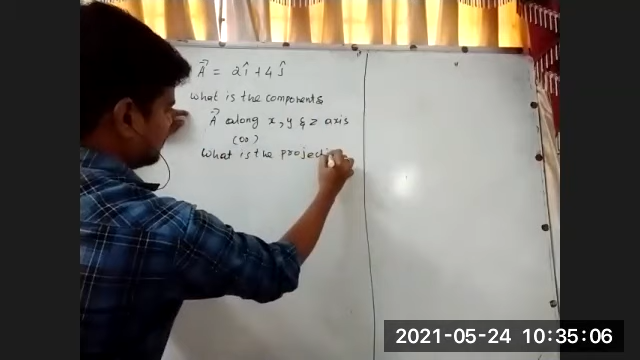 A⃗ = 2î + 4ĵ
what is the components
A⃗ along x, y & z axis
(or)
What is the projecti
2021-05-24 10:35:06